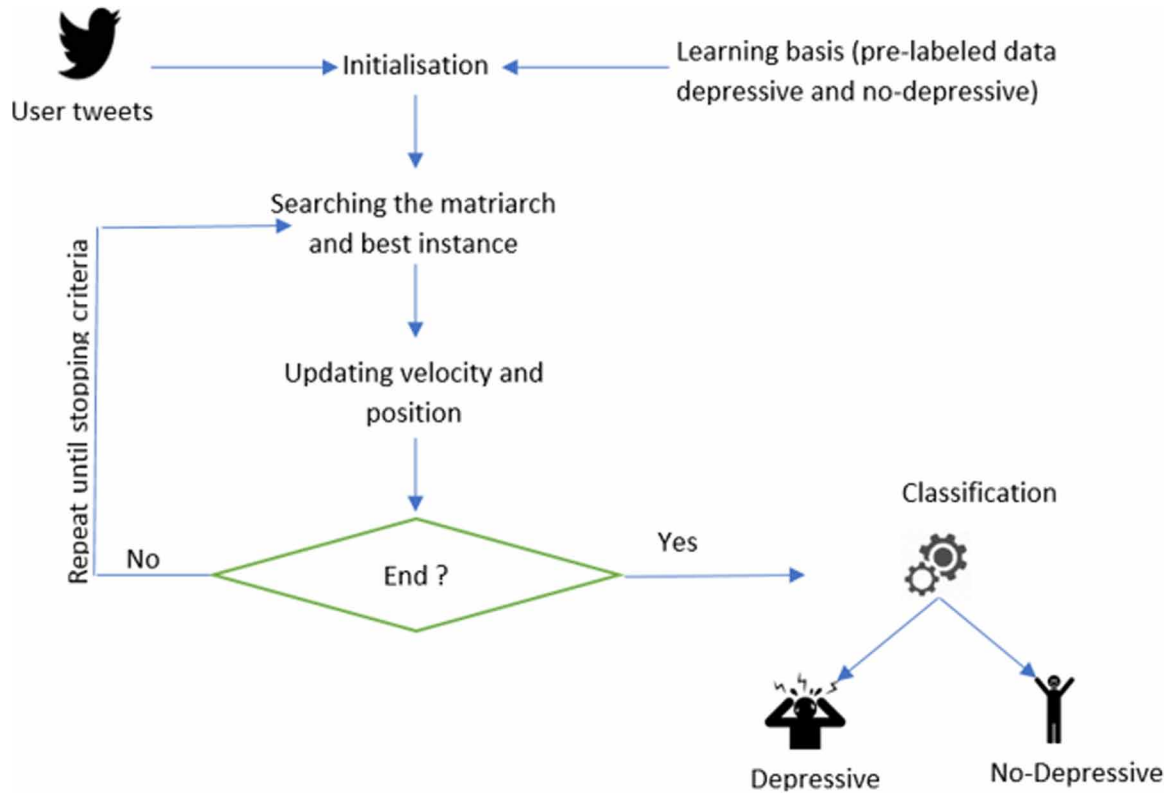 User tweets
Initialisation
Learning basis (pre-labeled data
depressive and no-depressive)
Searching the matriarch
and best instance
Updating velocity and
position
Repeat until stopping criteria
No
End ?
Yes
Classification
Depressive
No-Depressive